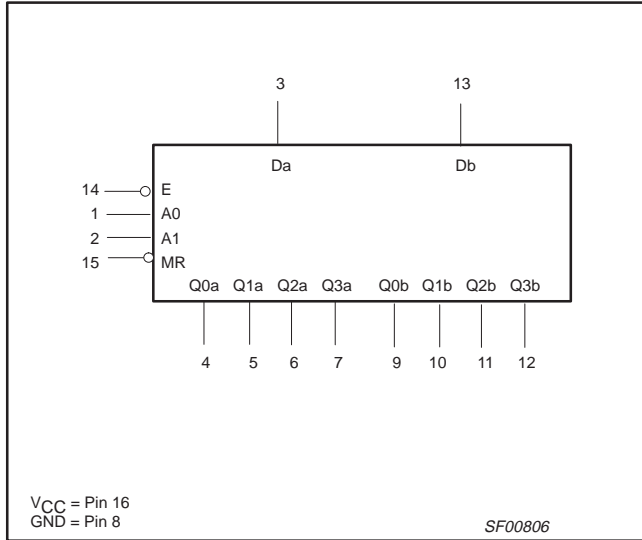 3 13
Da Db
14 E
1 A0
2 A1
15 MR
Q0a Q1a Q2a Q3a Q0b Q1b Q2b Q3b
4 5 6 7 9 10 11 12
VCC = Pin 16
GND = Pin 8
SF00806